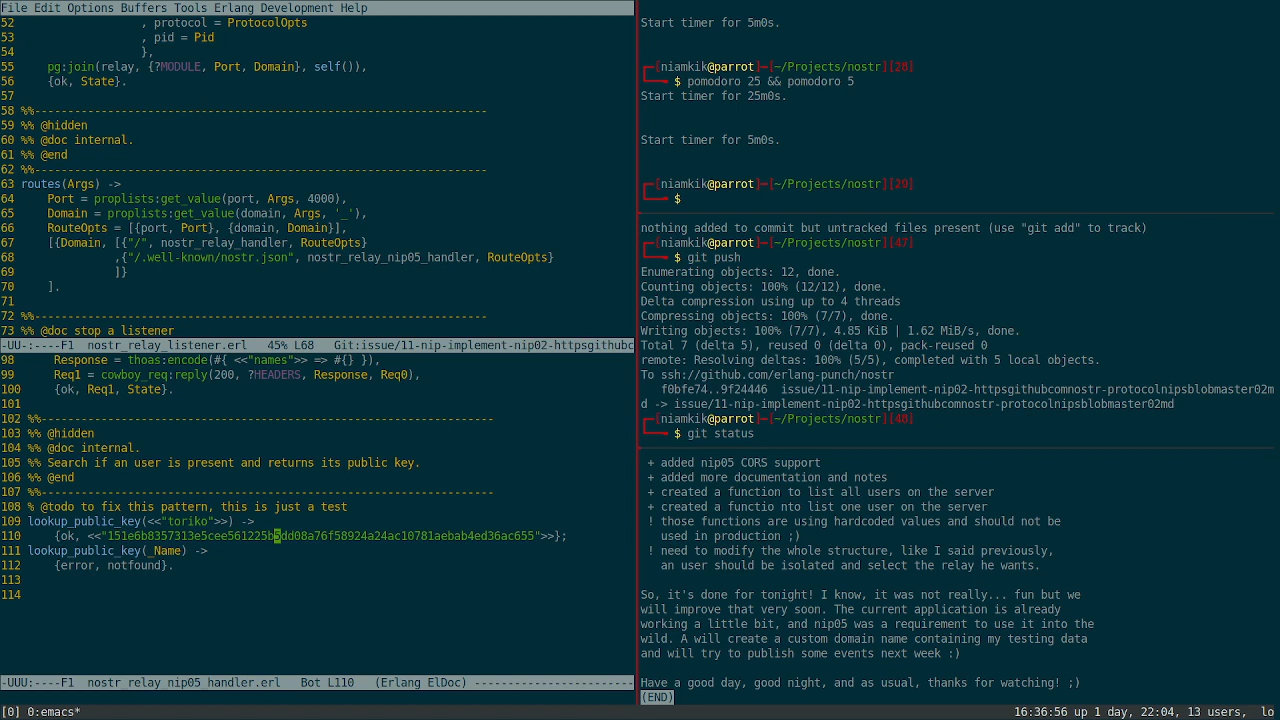 File Edit Options Buffers Tools Erlang Development Help
52                  , protocol = ProtocolOpts
53                  , pid = Pid
54                  },
55     pg:join(relay, {?MODULE, Port, Domain}, self()),
56     {ok, State}.
57
58 %%--------------------------------------------------------------------
59 %% @hidden
60 %% @doc internal.
61 %% @end
62 %%--------------------------------------------------------------------
63 routes(Args) ->
64     Port = proplists:get_value(port, Args, 4000),
65     Domain = proplists:get_value(domain, Args, '_'),
66     RouteOpts = [{port, Port}, {domain, Domain}],
67     [{Domain, [{"/", nostr_relay_handler, RouteOpts}
68               ,{"/.well-known/nostr.json", nostr_relay_nip05_handler, RouteOpts}
69               ]}
70     ].
71
72 %%--------------------------------------------------------------------
73 %% @doc stop a listener
-UU-:----F1  nostr_relay_listener.erl   45% L68   Git:issue/11-nip-implement-nip02-httpsgithubc
98      Response = thoas:encode(#{ <<"names">> => #{} }),
99      Req1 = cowboy_req:reply(200, ?HEADERS, Response, Req0),
100     {ok, Req1, State}.
101
102 %%--------------------------------------------------------------------
103 %% @hidden
104 %% @doc internal.
105 %% Search if an user is present and returns its public key.
106 %% @end
107 %%--------------------------------------------------------------------
108 % @todo to fix this pattern, this is just a test
109 lookup_public_key(<<"toriko">>) ->
110     {ok, <<"151e6b8357313e5cee561225b5dd08a76f58924a24ac10781aebab4ed36ac655">>};
111 lookup_public_key(_Name) ->
112     {error, notfound}.
113
114
-UUU:----F1  nostr_relay_nip05_handler.erl   Bot L110   (Erlang ElDoc) ------------------------
Start timer for 5m0s.
┌─[niamkik@parrot]─[~/Projects/nostr][28]
└──╼ $ pomodoro 25 && pomodoro 5
Start timer for 25m0s.
Start timer for 5m0s.
┌─[niamkik@parrot]─[~/Projects/nostr][29]
└──╼ $
nothing added to commit but untracked files present (use "git add" to track)
┌─[niamkik@parrot]─[~/Projects/nostr][47]
└──╼ $ git push
Enumerating objects: 12, done.
Counting objects: 100% (12/12), done.
Delta compression using up to 4 threads
Compressing objects: 100% (7/7), done.
Writing objects: 100% (7/7), 4.85 KiB | 1.62 MiB/s, done.
Total 7 (delta 5), reused 0 (delta 0), pack-reused 0
remote: Resolving deltas: 100% (5/5), completed with 5 local objects.
To ssh://github.com/erlang-punch/nostr
   f0bfe74..9f24446  issue/11-nip-implement-nip02-httpsgithubcomnostr-protocolnipsblobmaster02m
d -> issue/11-nip-implement-nip02-httpsgithubcomnostr-protocolnipsblobmaster02md
┌─[niamkik@parrot]─[~/Projects/nostr][48]
└──╼ $ git status
 + added nip05 CORS support
 + added more documentation and notes
 + created a function to list all users on the server
 + created a functio nto list one user on the server
 ! those functions are using hardcoded values and should not be
   used in production ;)
 ! need to modify the whole structure, like I said previously,
   an user should be isolated and select the relay he wants.
So, it's done for tonight! I know, it was not really... fun but we
will improve that very soon. The current application is already
working a little bit, and nip05 was a requirement to use it into the
wild. A will create a custom domain name containing my testing data
and will try to publish some events next week :)
Have a good day, good night, and as usual, thanks for watching! ;)
(END)
[0] 0:emacs*
16:36:56 up 1 day, 22:04, 13 users,  lo